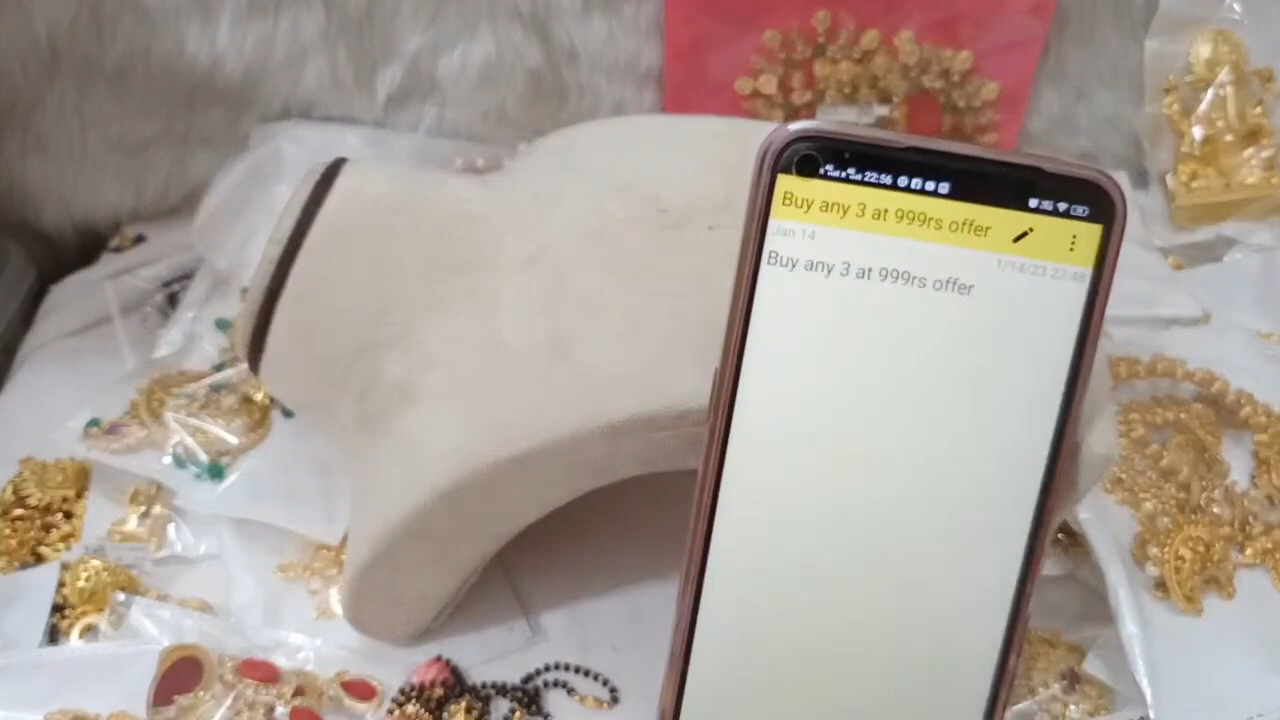 22:56
Buy any 3 at 999rs offer
Jan 14
1/14/23 22:48
Buy any 3 at 999rs offer